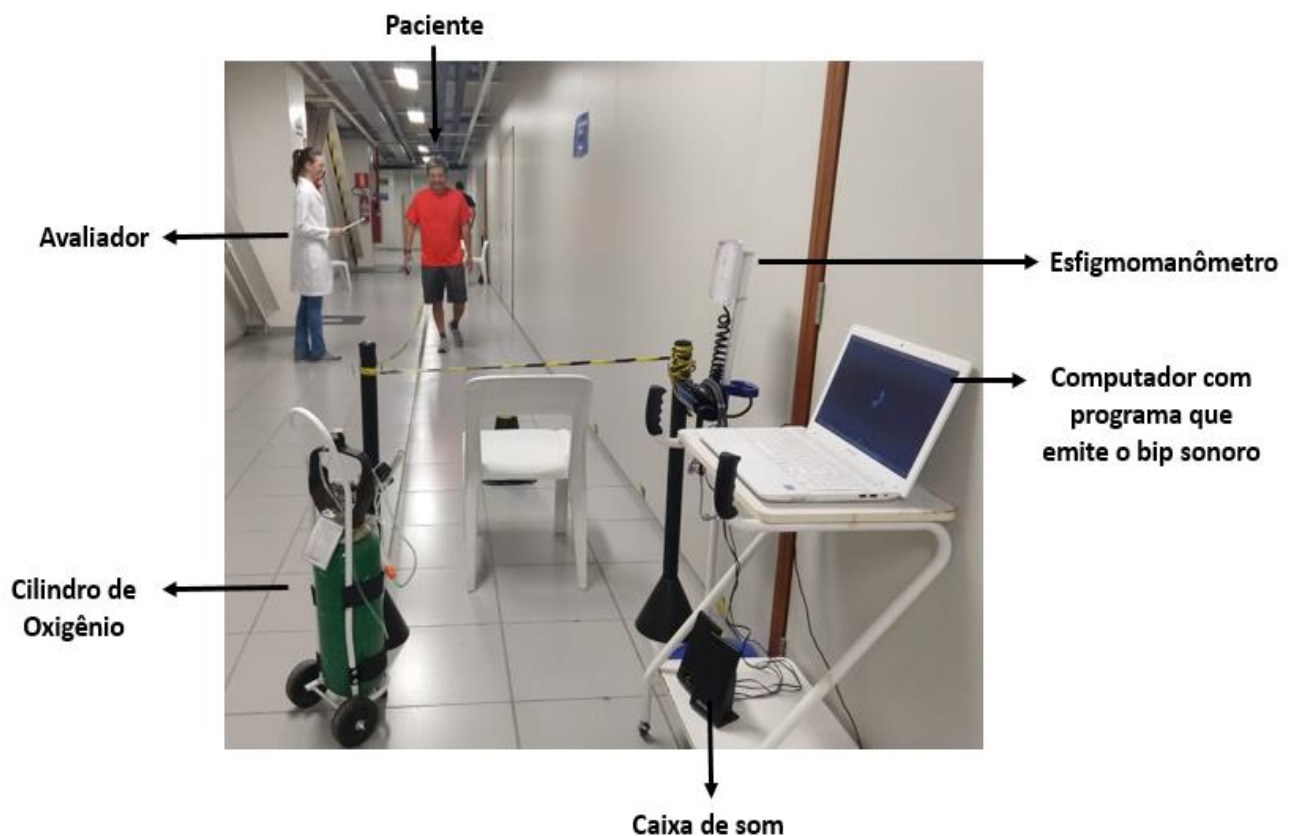 Paciente
Avaliador
Esfigmomanômetro
Computador com
programa que
emite o bip sonoro
Cilindro de
Oxigênio
Caixa de som